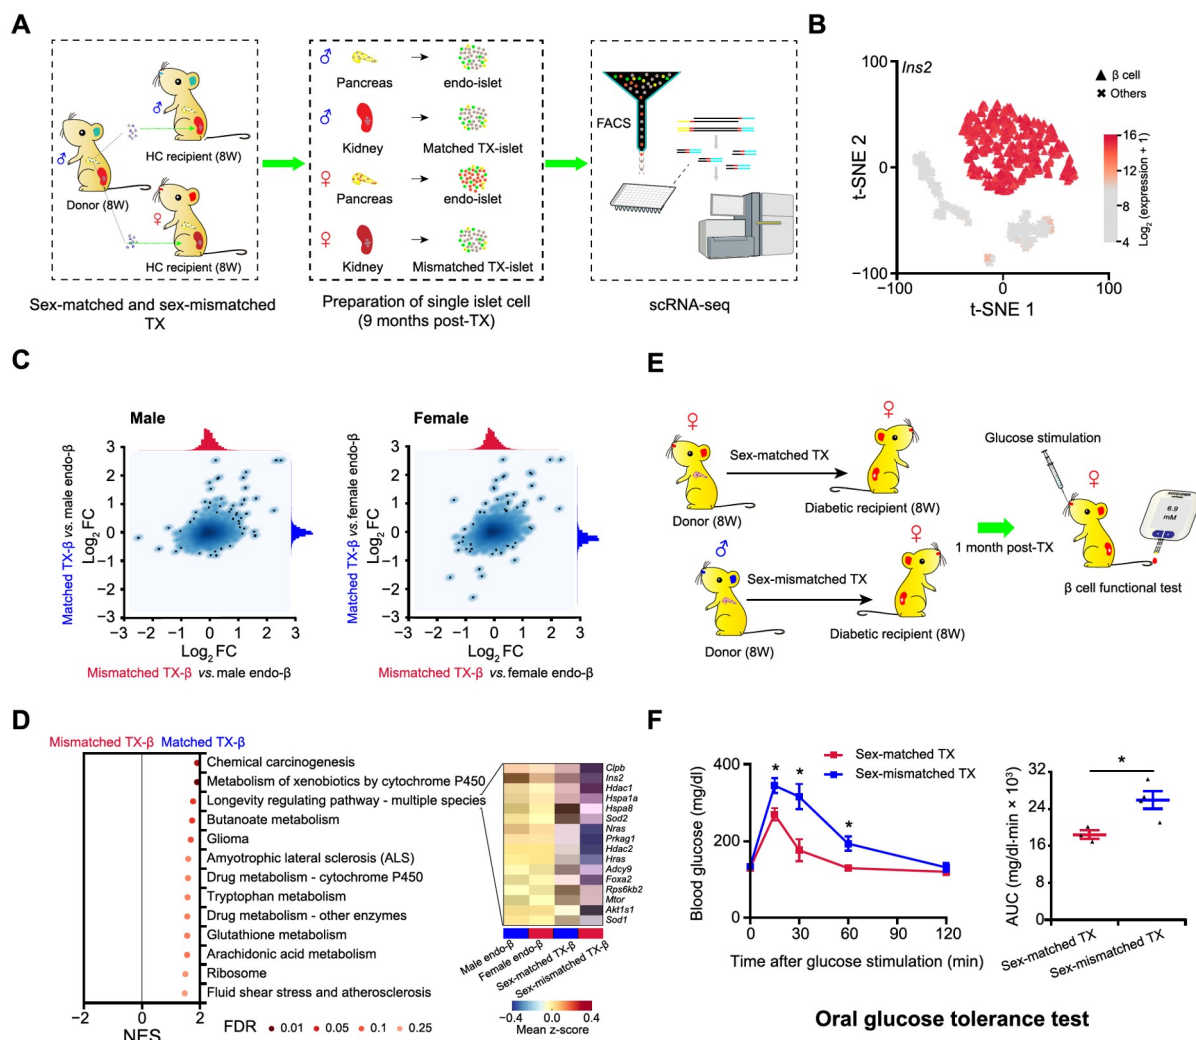 A
Donor (8W)
HC recipient (8W)
HC recipient (8W)
Sex-matched and sex-mismatched
TX
Pancreas
endo-islet
Kidney
Matched TX-islet
Pancreas
endo-islet
Kidney
Mismatched TX-islet
Preparation of single islet cell
(9 months post-TX)
FACS
scRNA-seq
B
Ins2
β cell
Others
100
0
−100
t-SNE 2
−100
0
100
t-SNE 1
16
12
8
4
Log2 (expression + 1)
C
Male
Matched TX-β vs. male endo-β
Log2 FC
3
2
1
0
−1
−2
−3
−3 −2 −1 0 1 2 3
Log2 FC
Mismatched TX-β vs. male endo-β
Female
Matched TX-β vs. female endo-β
Log2 FC
3
2
1
0
−1
−2
−3
−3 −2 −1 0 1 2 3
Log2 FC
Mismatched TX-β vs. female endo-β
D
Mismatched TX-β Matched TX-β
Chemical carcinogenesis
Metabolism of xenobiotics by cytochrome P450
Longevity regulating pathway - multiple species
Butanoate metabolism
Glioma
Amyotrophic lateral sclerosis (ALS)
Drug metabolism - cytochrome P450
Tryptophan metabolism
Drug metabolism - other enzymes
Glutathione metabolism
Arachidonic acid metabolism
Ribosome
Fluid shear stress and atherosclerosis
−2 0 2
NES
FDR 0.01 0.05 0.1 0.25
Clpb
Ins2
Hdac1
Hspa1a
Hspa8
Sod2
Nras
Prkag1
Hdac2
Hras
Adcy9
Foxa2
Rps6kb2
Mtor
Akt1s1
Sod1
Male endo-β
Female endo-β
Sex-matched TX-β
Sex-mismatched TX-β
−0.4 0.0 0.4
Mean z-score
E
Donor (8W)
Sex-matched TX
Diabetic recipient (8W)
Donor (8W)
Sex-mismatched TX
Diabetic recipient (8W)
1 month post-TX
Glucose stimulation
6.9
mM
β cell functional test
F
Sex-matched TX
Sex-mismatched TX
400
200
0
Blood glucose (mg/dl)
* * *
0 30 60 90 120
Time after glucose stimulation (min)
32
24
16
8
0
AUC (mg/dl·min × 10³)
*
Sex-matched TX
Sex-mismatched TX
Oral glucose tolerance test